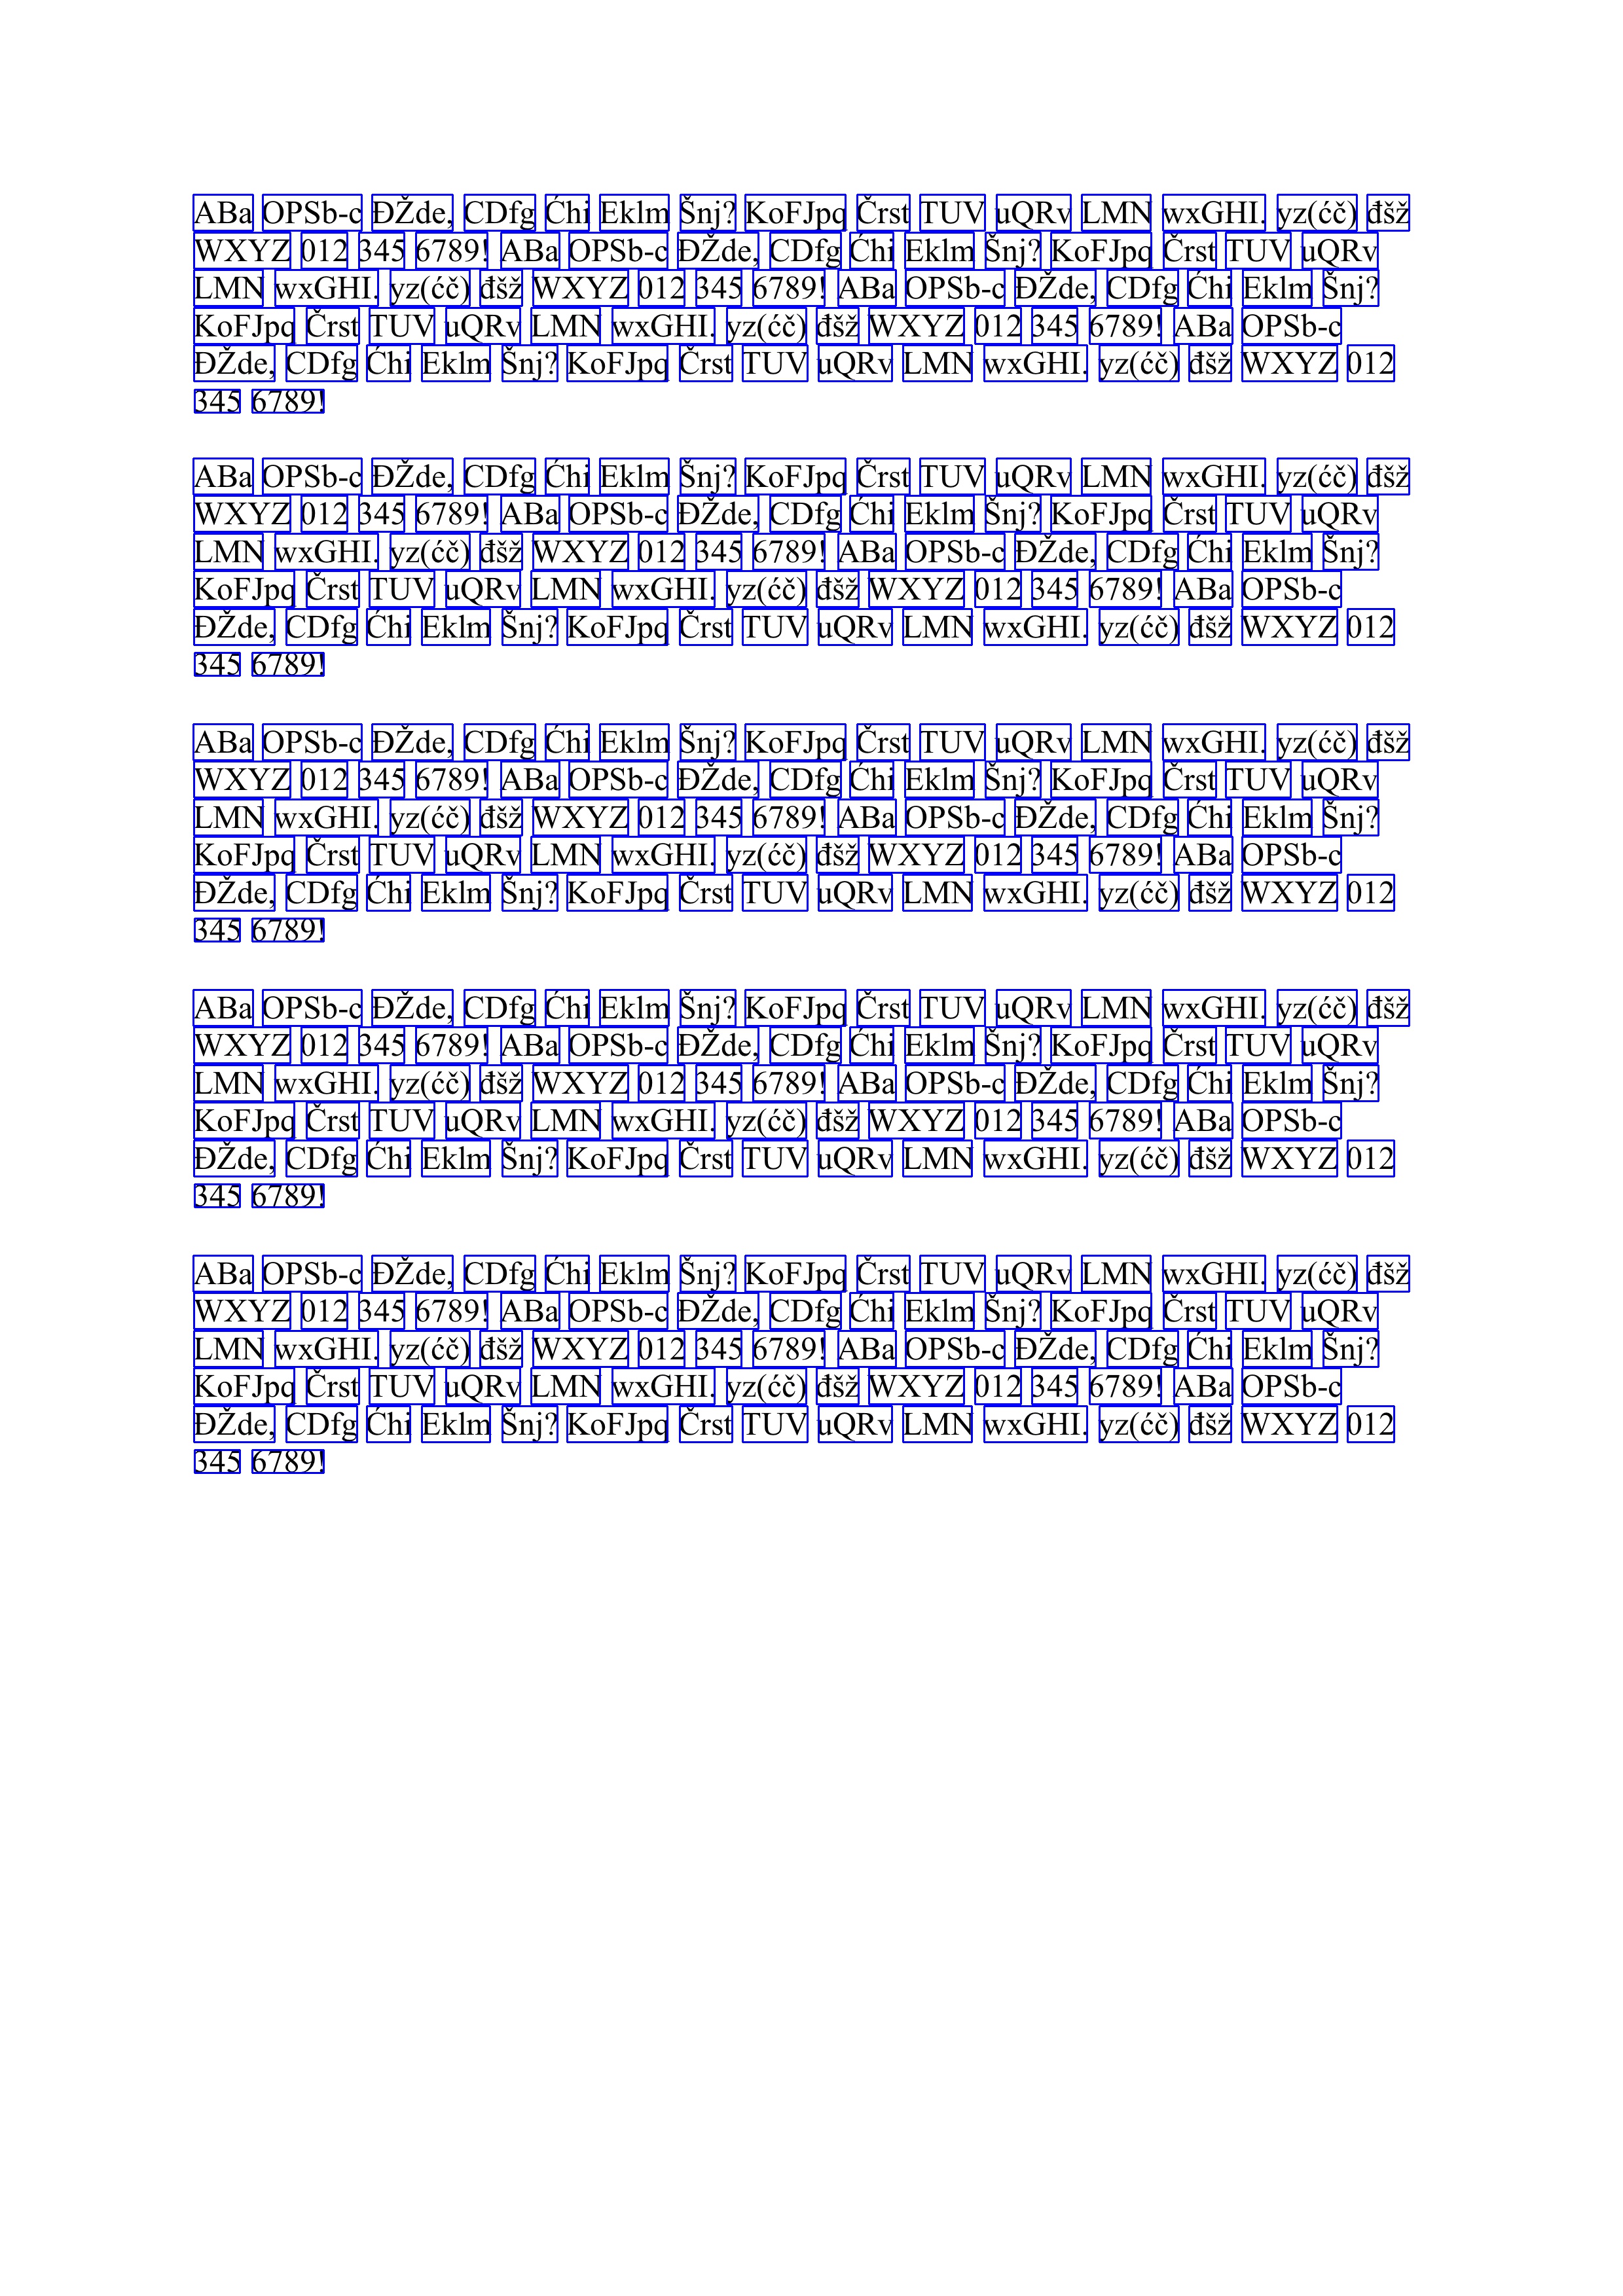 ABa OPSb-c ĐŽde, CDfg Ćhi Eklm Šnj? KoFJpq Črst TUV uQRv LMN wxGHI. yz(ćč) đšž
WXYZ 012 345 6789! ABa OPSb-c ĐŽde, CDfg Ćhi Eklm Šnj? KoFJpq Črst TUV uQRv
LMN wxGHI. yz(ćč) đšž WXYZ 012 345 6789! ABa OPSb-c ĐŽde, CDfg Ćhi Eklm Šnj?
KoFJpq Črst TUV uQRv LMN wxGHI. yz(ćč) đšž WXYZ 012 345 6789! ABa OPSb-c
ĐŽde, CDfg Ćhi Eklm Šnj? KoFJpq Črst TUV uQRv LMN wxGHI. yz(ćč) đšž WXYZ 012
345 6789!

ABa OPSb-c ĐŽde, CDfg Ćhi Eklm Šnj? KoFJpq Črst TUV uQRv LMN wxGHI. yz(ćč) đšž
WXYZ 012 345 6789! ABa OPSb-c ĐŽde, CDfg Ćhi Eklm Šnj? KoFJpq Črst TUV uQRv
LMN wxGHI. yz(ćč) đšž WXYZ 012 345 6789! ABa OPSb-c ĐŽde, CDfg Ćhi Eklm Šnj?
KoFJpq Črst TUV uQRv LMN wxGHI. yz(ćč) đšž WXYZ 012 345 6789! ABa OPSb-c
ĐŽde, CDfg Ćhi Eklm Šnj? KoFJpq Črst TUV uQRv LMN wxGHI. yz(ćč) đšž WXYZ 012
345 6789!

ABa OPSb-c ĐŽde, CDfg Ćhi Eklm Šnj? KoFJpq Črst TUV uQRv LMN wxGHI. yz(ćč) đšž
WXYZ 012 345 6789! ABa OPSb-c ĐŽde, CDfg Ćhi Eklm Šnj? KoFJpq Črst TUV uQRv
LMN wxGHI. yz(ćč) đšž WXYZ 012 345 6789! ABa OPSb-c ĐŽde, CDfg Ćhi Eklm Šnj?
KoFJpq Črst TUV uQRv LMN wxGHI. yz(ćč) đšž WXYZ 012 345 6789! ABa OPSb-c
ĐŽde, CDfg Ćhi Eklm Šnj? KoFJpq Črst TUV uQRv LMN wxGHI. yz(ćč) đšž WXYZ 012
345 6789!

ABa OPSb-c ĐŽde, CDfg Ćhi Eklm Šnj? KoFJpq Črst TUV uQRv LMN wxGHI. yz(ćč) đšž
WXYZ 012 345 6789! ABa OPSb-c ĐŽde, CDfg Ćhi Eklm Šnj? KoFJpq Črst TUV uQRv
LMN wxGHI. yz(ćč) đšž WXYZ 012 345 6789! ABa OPSb-c ĐŽde, CDfg Ćhi Eklm Šnj?
KoFJpq Črst TUV uQRv LMN wxGHI. yz(ćč) đšž WXYZ 012 345 6789! ABa OPSb-c
ĐŽde, CDfg Ćhi Eklm Šnj? KoFJpq Črst TUV uQRv LMN wxGHI. yz(ćč) đšž WXYZ 012
345 6789!

ABa OPSb-c ĐŽde, CDfg Ćhi Eklm Šnj? KoFJpq Črst TUV uQRv LMN wxGHI. yz(ćč) đšž
WXYZ 012 345 6789! ABa OPSb-c ĐŽde, CDfg Ćhi Eklm Šnj? KoFJpq Črst TUV uQRv
LMN wxGHI. yz(ćč) đšž WXYZ 012 345 6789! ABa OPSb-c ĐŽde, CDfg Ćhi Eklm Šnj?
KoFJpq Črst TUV uQRv LMN wxGHI. yz(ćč) đšž WXYZ 012 345 6789! ABa OPSb-c
ĐŽde, CDfg Ćhi Eklm Šnj? KoFJpq Črst TUV uQRv LMN wxGHI. yz(ćč) đšž WXYZ 012
345 6789!